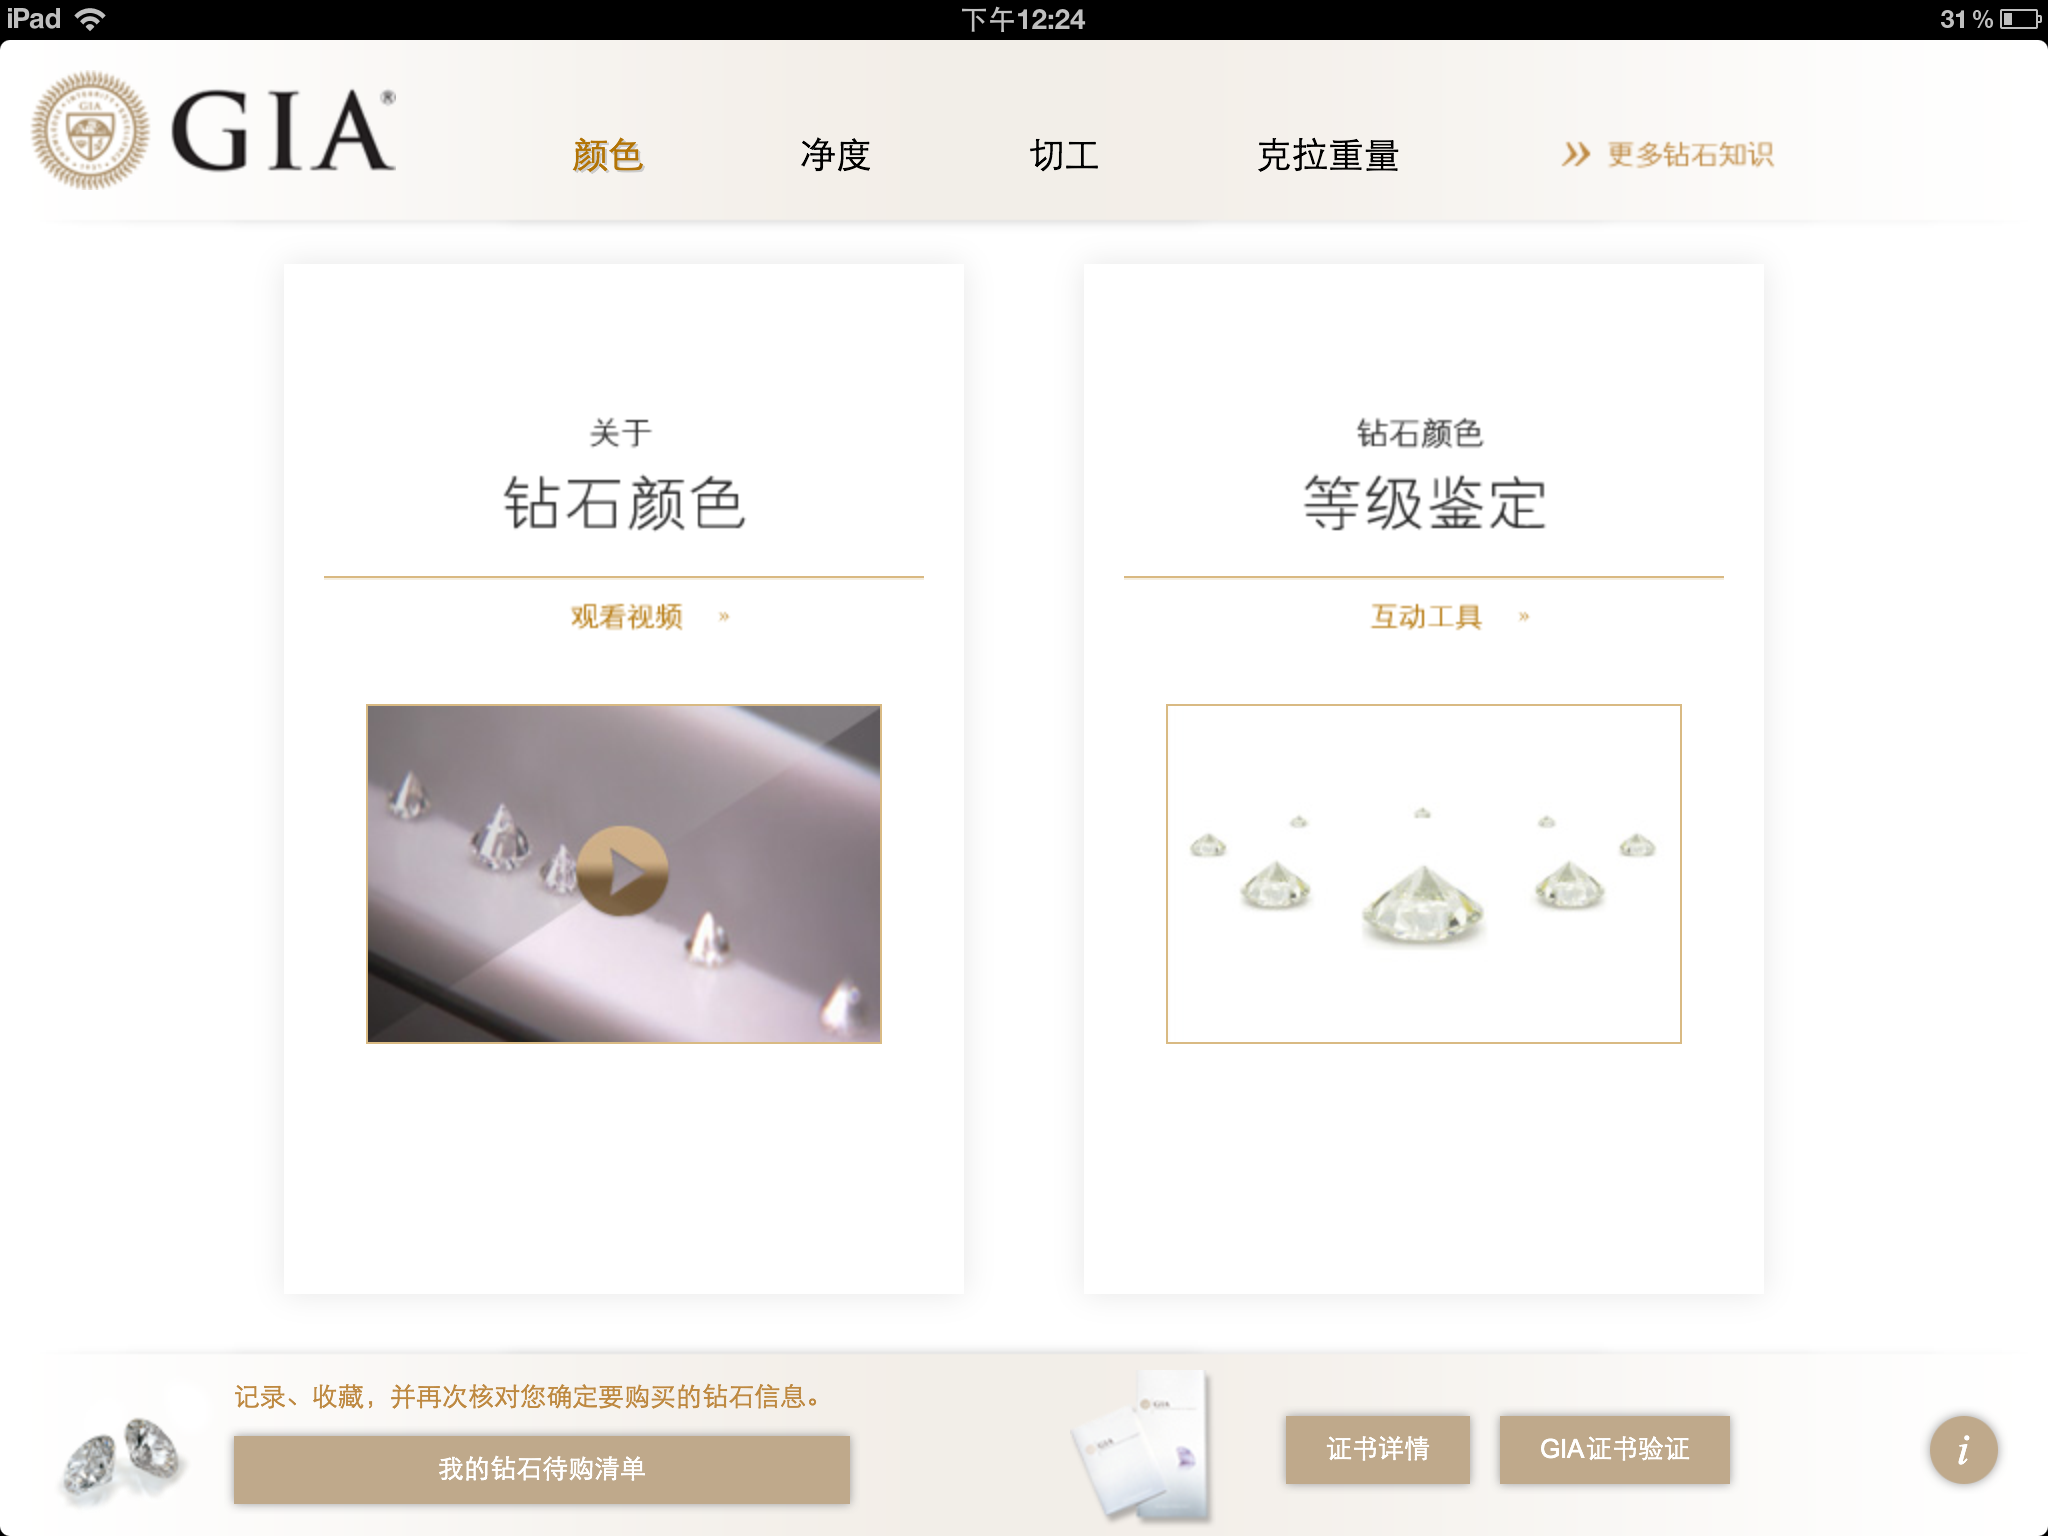 iPad
下午12:24
31%
GIA®
颜色
净度
切工
克拉重量
更多钻石知识
关于
钻石颜色
观看视频
钻石颜色
等级鉴定
互动工具
记录、收藏，并再次核对您确定要购买的钻石信息。
我的钻石待购清单
GIA
GIA
证书详情
GIA证书验证
i